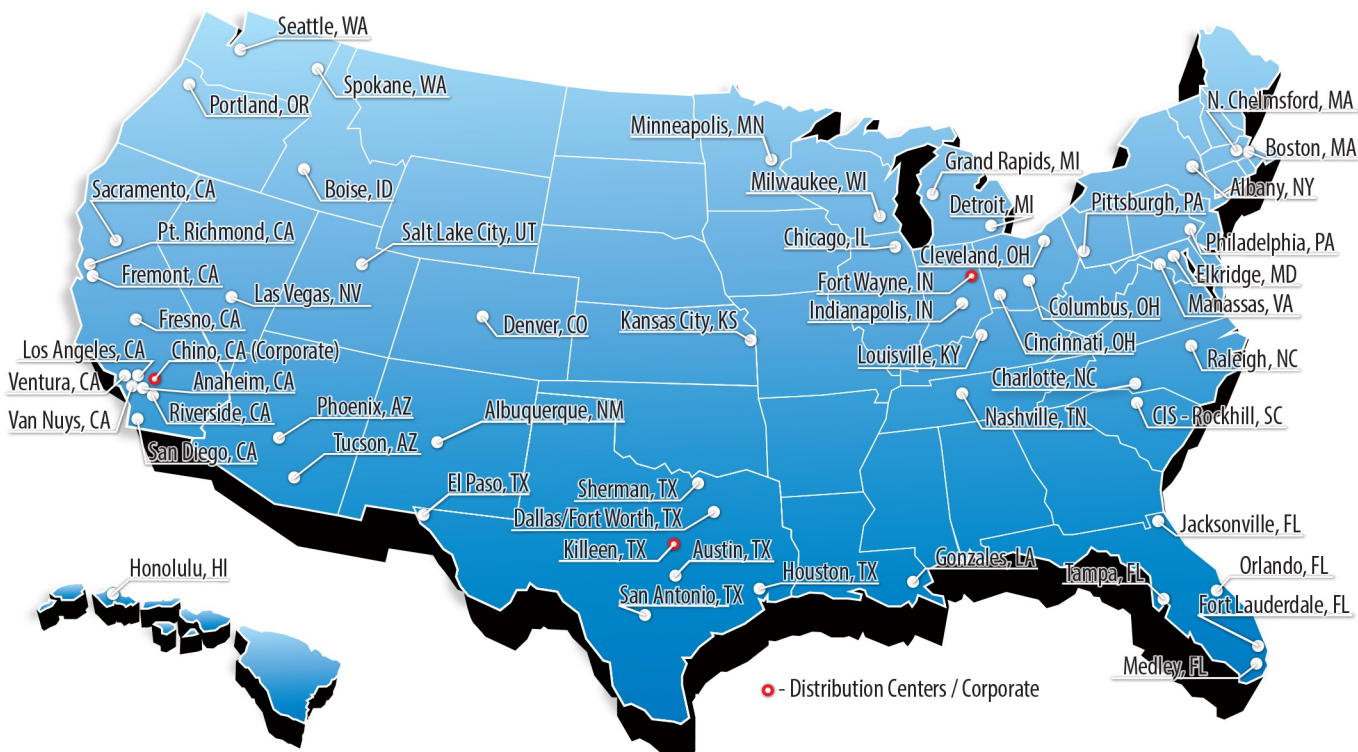 Seattle, WA
Spokane, WA
Portland, OR
N. Chelmsford, MA
Minneapolis, MN
Boston, MA
Grand Rapids, MI
Milwaukee, WI
Albany, NY
Sacramento, CA
Boise, ID
Detroit, MI
Pittsburgh, PA
Pt. Richmond, CA
Salt Lake City, UT
Chicago, IL
Philadelphia, PA
Cleveland, OH
Fremont, CA
Fort Wayne, IN
Elkridge, MD
Las Vegas, NV
Indianapolis, IN
Columbus, OH
Manassas, VA
Fresno, CA
Denver, CO
Kansas City, KS
Cincinnati, OH
Los Angeles, CA
Chino, CA (Corporate)
Louisville, KY
Raleigh, NC
Ventura, CA
Anaheim, CA
Charlotte, NC
Van Nuys, CA
Riverside, CA
Phoenix, AZ
Albuquerque, NM
Nashville, TN
CIS - Rockhill, SC
San Diego, CA
Tucson, AZ
El Paso, TX
Sherman, TX
Dallas/Fort Worth, TX
Jacksonville, FL
Killeen, TX
Austin, TX
Gonzales, LA
Honolulu, HI
Houston, TX
Tampa, FL
Orlando, FL
San Antonio, TX
Fort Lauderdale, FL
Medley, FL
- Distribution Centers / Corporate